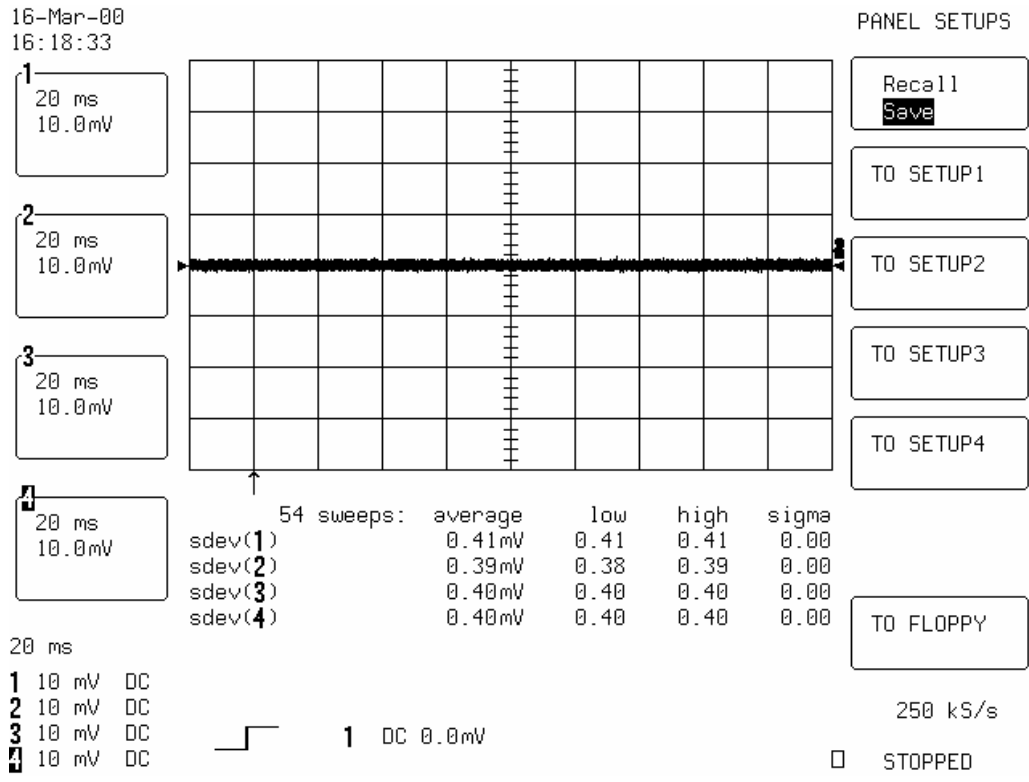 16-Mar-00
16:18:33
PANEL SETUPS
1
20 ms
10.0mV
2
20 ms
10.0mV
3
20 ms
10.0mV
4
20 ms
10.0mV
Recall
Save
TO SETUP1
TO SETUP2
TO SETUP3
TO SETUP4
TO FLOPPY
54 sweeps: average low high sigma
sdev(1) 0.41mV 0.41 0.41 0.00
sdev(2) 0.39mV 0.38 0.39 0.00
sdev(3) 0.40mV 0.40 0.40 0.00
sdev(4) 0.40mV 0.40 0.40 0.00
20 ms
1 10 mV DC
2 10 mV DC
3 10 mV DC
4 10 mV DC
1 DC 0.0mV
250 kS/s
STOPPED